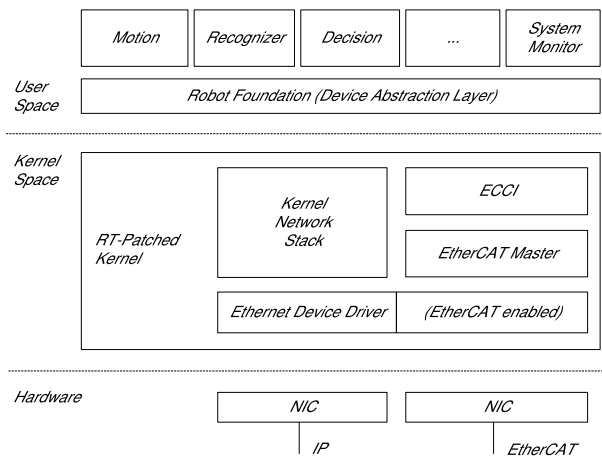 Motion
Recognizer
Decision
...
System
Monitor
User
Space
Robot Foundation (Device Abstraction Layer)
Kernel
Space
RT-Patched
Kernel
Kernel
Network
Stack
ECCI
EtherCAT Master
Ethernet Device Driver
(EtherCAT enabled)
Hardware
NIC
NIC
IP
EtherCAT